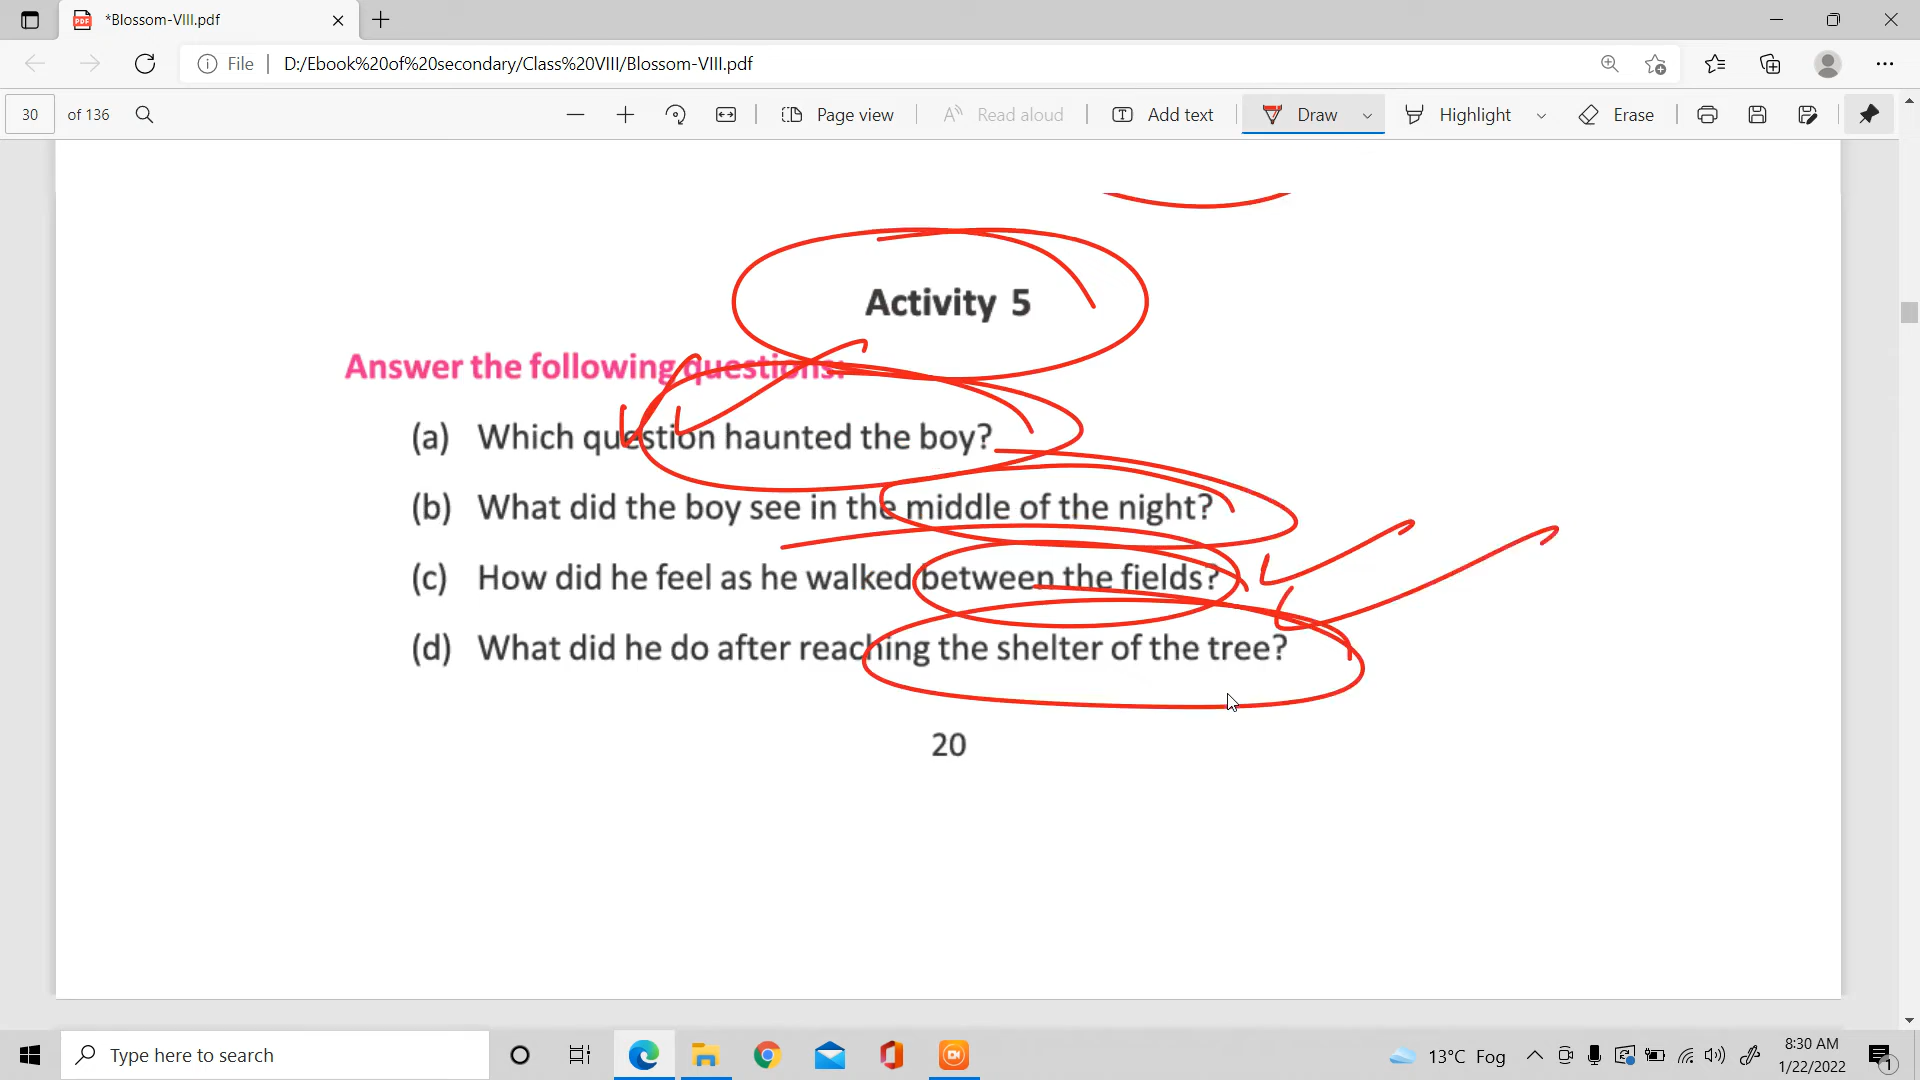 *Blossom-VIII.pdf
File D:/Ebook%20of%20secondary/Class%20VIII/Blossom-VIII.pdf
30 of 136 Page view Read aloud Add text Draw Highlight Erase
Activity 5
Answer the following questions:
(a) Which question haunted the boy?
(b) What did the boy see in the middle of the night?
(c) How did he feel as he walked between the fields?
(d) What did he do after reaching the shelter of the tree?
20
Type here to search
13°C Fog
8:30 AM
1/22/2022
1